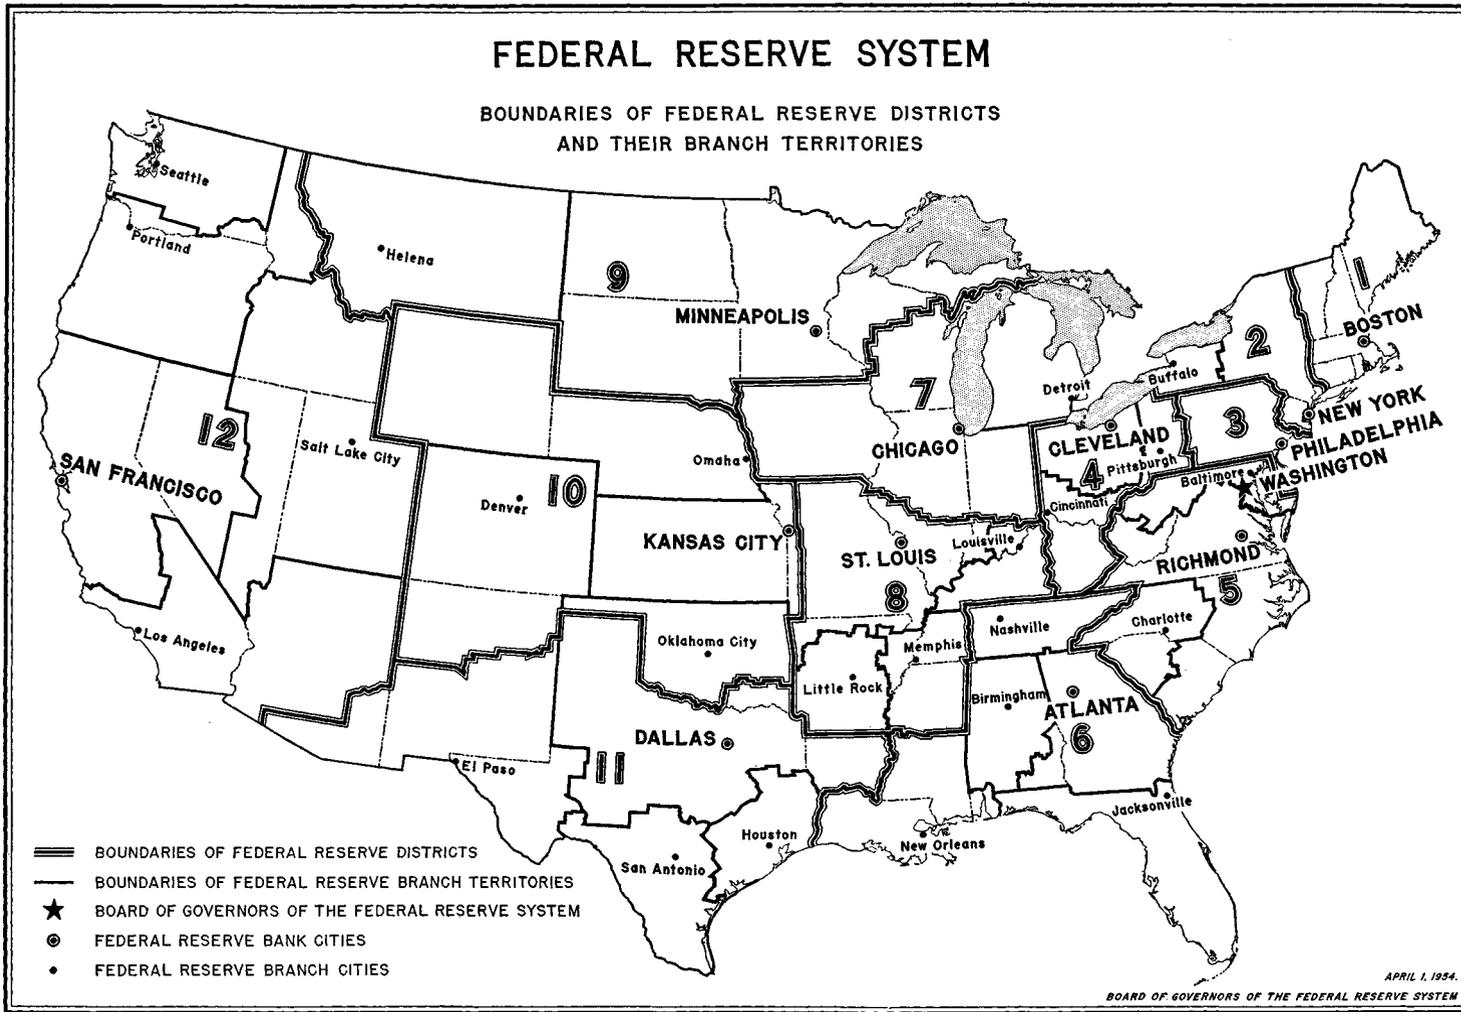 FEDERAL RESERVE SYSTEM
BOUNDARIES OF FEDERAL RESERVE DISTRICTS
AND THEIR BRANCH TERRITORIES
Seattle
Portland
Helena
9
MINNEAPOLIS
1
BOSTON
2
Buffalo
7
Detroit
CHICAGO
CLEVELAND
4
Pittsburgh
3
NEW YORK
PHILADELPHIA
WASHINGTON
Baltimore
Cincinnati
12
SAN FRANCISCO
Salt Lake City
Omaha
Denver
10
KANSAS CITY
ST. LOUIS
8
Louisville
RICHMOND
5
Los Angeles
Oklahoma City
Nashville
Charlotte
Memphis
Little Rock
Birmingham
ATLANTA
6
DALLAS
11
El Paso
Jacksonville
Houston
San Antonio
New Orleans
BOUNDARIES OF FEDERAL RESERVE DISTRICTS
BOUNDARIES OF FEDERAL RESERVE BRANCH TERRITORIES
BOARD OF GOVERNORS OF THE FEDERAL RESERVE SYSTEM
FEDERAL RESERVE BANK CITIES
FEDERAL RESERVE BRANCH CITIES
APRIL 1, 1954.
BOARD OF GOVERNORS OF THE FEDERAL RESERVE SYSTEM